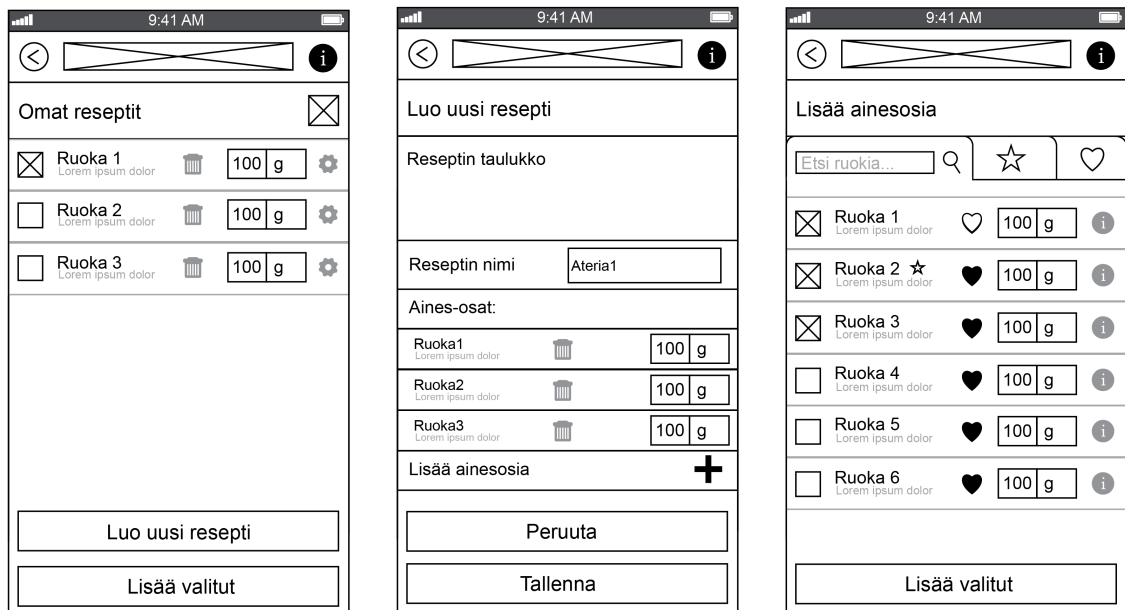 9:41 AM
i
Omat reseptit
Ruoka 1
Lorem ipsum dolor
100 g
Ruoka 2
Lorem ipsum dolor
100 g
Ruoka 3
Lorem ipsum dolor
100 g
Luo uusi resepti
Lisää valitut
9:41 AM
i
Luo uusi resepti
Reseptin taulukko
Reseptin nimi
Ateria1
Aines-osat:
Ruoka1
Lorem ipsum dolor
100 g
Ruoka2
Lorem ipsum dolor
100 g
Ruoka3
Lorem ipsum dolor
100 g
Lisää ainesosia
Peruuta
Tallenna
9:41 AM
i
Lisää ainesosia
Etsi ruokia...
Ruoka 1
Lorem ipsum dolor
100 g
i
Ruoka 2
Lorem ipsum dolor
100 g
i
Ruoka 3
Lorem ipsum dolor
100 g
i
Ruoka 4
Lorem ipsum dolor
100 g
i
Ruoka 5
Lorem ipsum dolor
100 g
i
Ruoka 6
Lorem ipsum dolor
100 g
i
Lisää valitut